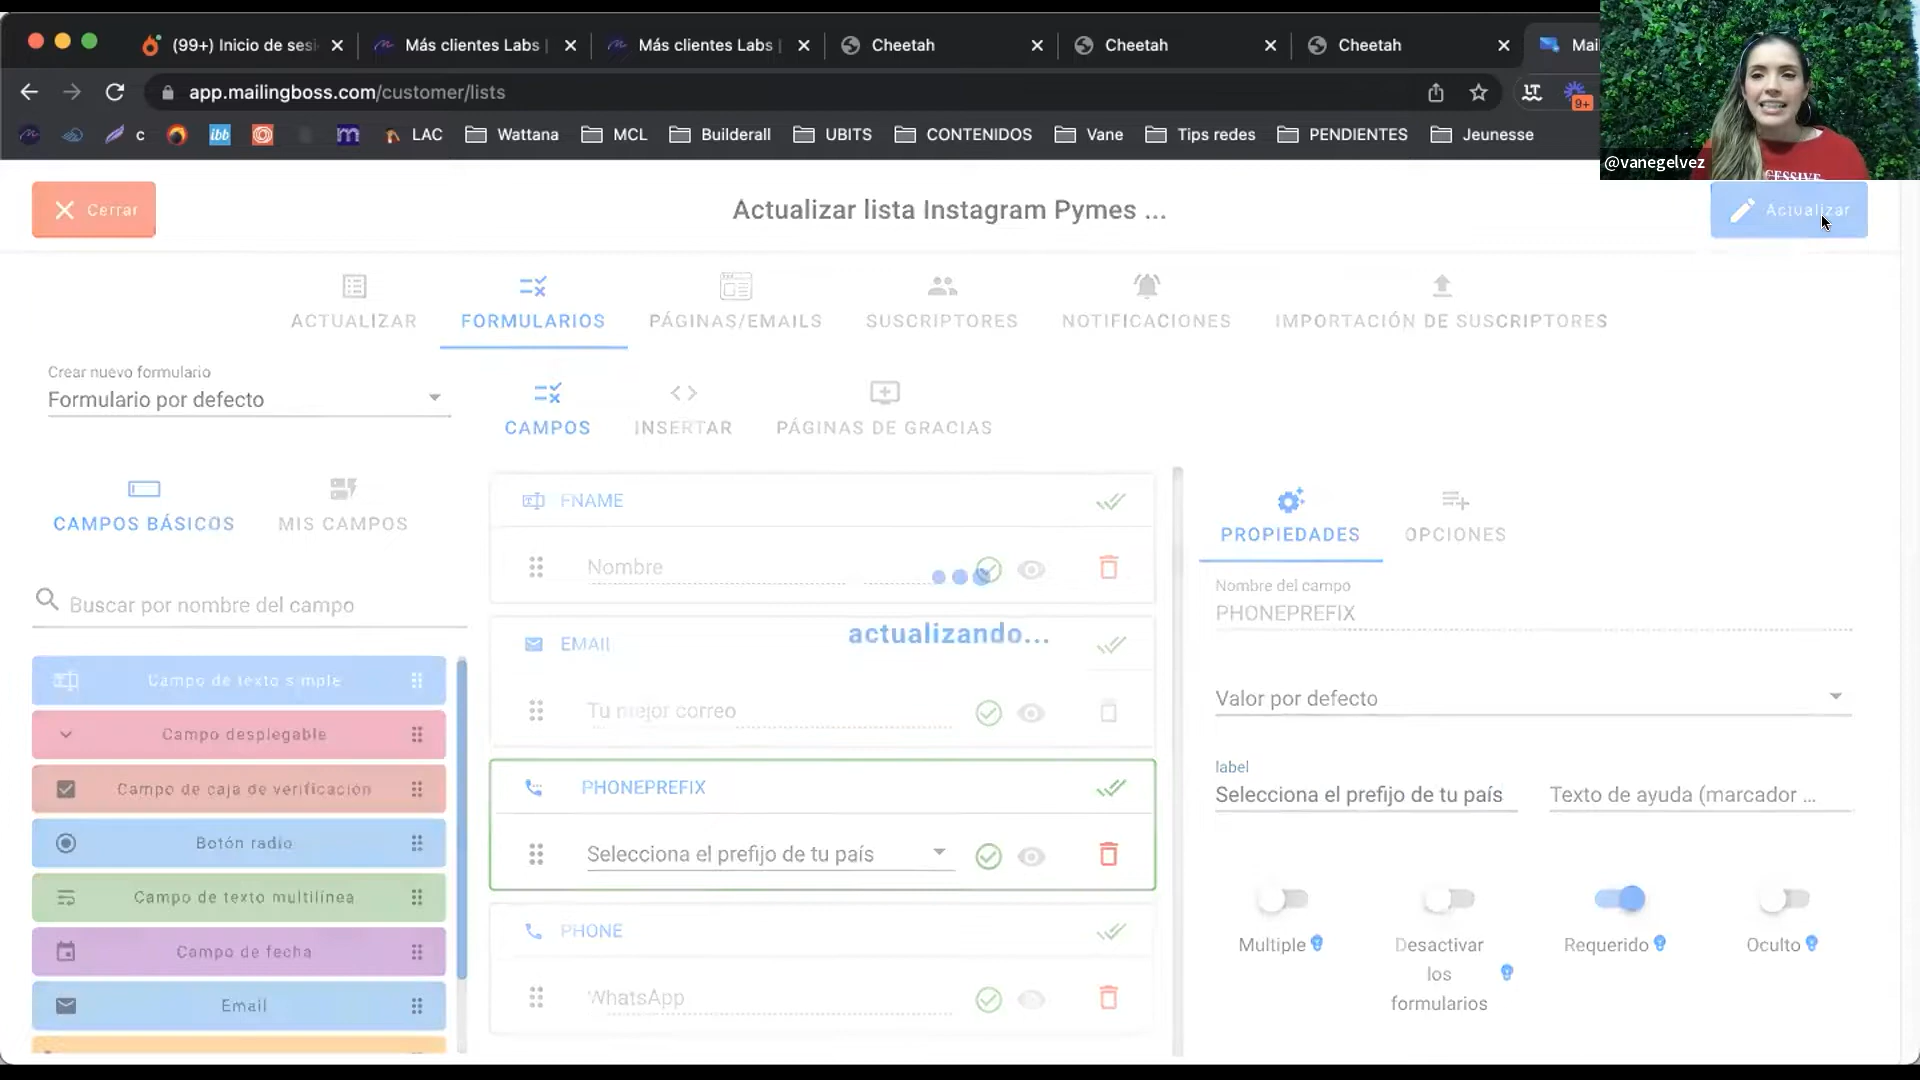 (99+) Inicio de sesi
Más clientes Labs |
Más clientes Labs |
Cheetah
Cheetah
Cheetah
Mai
app.mailingboss.com/customer/lists
9+
c
ibb
LAC
Wattana
MCL
Builderall
UBITS
CONTENIDOS
Vane
Tips redes
PENDIENTES
Jeunesse
@vanegelvez
CESSIVE
Cerrar
Actualizar lista Instagram Pymes ...
Actualizar
ACTUALIZAR
FORMULARIOS
PÁGINAS/EMAILS
SUSCRIPTORES
NOTIFICACIONES
IMPORTACIÓN DE SUSCRIPTORES
Crear nuevo formulario
Formulario por defecto
CAMPOS
INSERTAR
PÁGINAS DE GRACIAS
CAMPOS BÁSICOS
MIS CAMPOS
Buscar por nombre del campo
Campo de texto simple
Campo desplegable
Campo de caja de verificación
Botón radio
Campo de texto multilínea
Campo de fecha
Email
FNAME
Nombre
EMAIL
actualizando...
Tu mejor correo
PHONEPREFIX
Selecciona el prefijo de tu país
PHONE
WhatsApp
PROPIEDADES
OPCIONES
Nombre del campo
PHONEPREFIX
Valor por defecto
label
Selecciona el prefijo de tu país
Texto de ayuda (marcador ...
Multiple
Desactivar
los
formularios
Requerido
Oculto